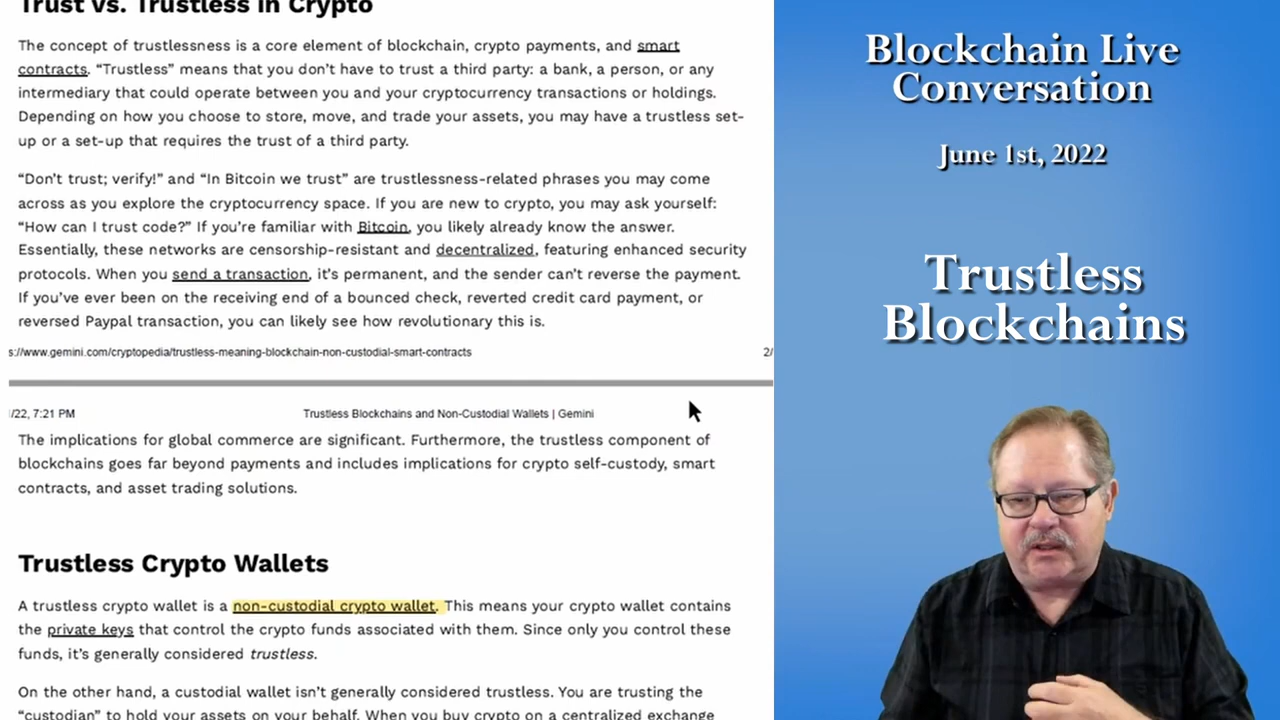 Trust vs. Trustless in Crypto
The concept of trustlessness is a core element of blockchain, crypto payments, and smart
contracts. “Trustless” means that you don’t have to trust a third party: a bank, a person, or any
intermediary that could operate between you and your cryptocurrency transactions or holdings.
Depending on how you choose to store, move, and trade your assets, you may have a trustless set-
up or a set-up that requires the trust of a third party.
“Don’t trust; verify!” and “In Bitcoin we trust” are trustlessness-related phrases you may come
across as you explore the cryptocurrency space. If you are new to crypto, you may ask yourself:
“How can I trust code?” If you’re familiar with Bitcoin, you likely already know the answer.
Essentially, these networks are censorship-resistant and decentralized, featuring enhanced security
protocols. When you send a transaction, it’s permanent, and the sender can’t reverse the payment.
If you’ve ever been on the receiving end of a bounced check, reverted credit card payment, or
reversed Paypal transaction, you can likely see how revolutionary this is.
s://www.gemini.com/cryptopedia/trustless-meaning-blockchain-non-custodial-smart-contracts 2/
/22, 7:21 PM Trustless Blockchains and Non-Custodial Wallets | Gemini
The implications for global commerce are significant. Furthermore, the trustless component of
blockchains goes far beyond payments and includes implications for crypto self-custody, smart
contracts, and asset trading solutions.
Trustless Crypto Wallets
A trustless crypto wallet is a non-custodial crypto wallet. This means your crypto wallet contains
the private keys that control the crypto funds associated with them. Since only you control these
funds, it’s generally considered trustless.
On the other hand, a custodial wallet isn’t generally considered trustless. You are trusting the
“custodian” to hold your assets on your behalf. When you buy crypto on a centralized exchange
Blockchain Live
Conversation
June 1st, 2022
Trustless
Blockchains